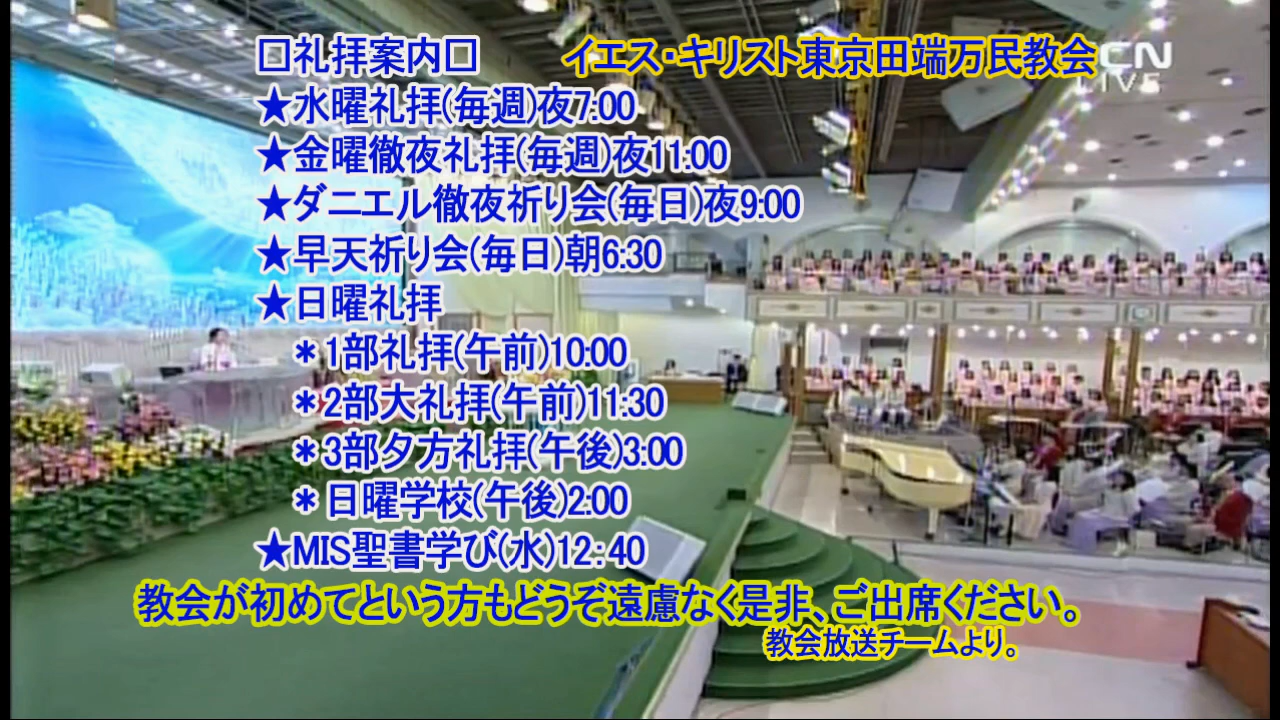 □礼拝案内□ イエス・キリスト東京田端万民教会
CN
LIVE
★水曜礼拝(毎週)夜7:00
★金曜徹夜礼拝(毎週)夜11:00
★ダニエル徹夜祈り会(毎日)夜9:00
★早天祈り会(毎日)朝6:30
★日曜礼拝
*1部礼拝(午前)10:00
*2部大礼拝(午前)11:30
*3部夕方礼拝(午後)3:00
*日曜学校(午後)2:00
★MIS聖書学び(水)12:40
教会が初めてという方もどうぞ遠慮なく是非、ご出席ください。
教会放送チームより。